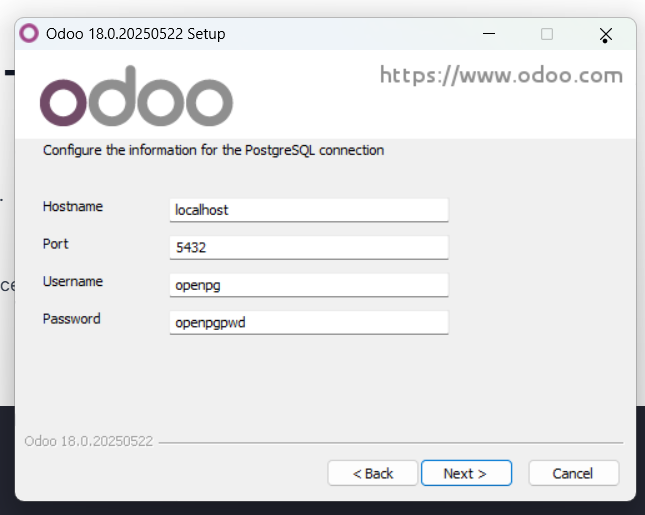 Odoo 18.0.20250522 Setup
odoo
https://www.odoo.com
Configure the information for the PostgreSQL connection
Hostname localhost
Port 5432
Username openpg
Password openpgpwd
ce
Odoo 18.0.20250522
< Back Next > Cancel